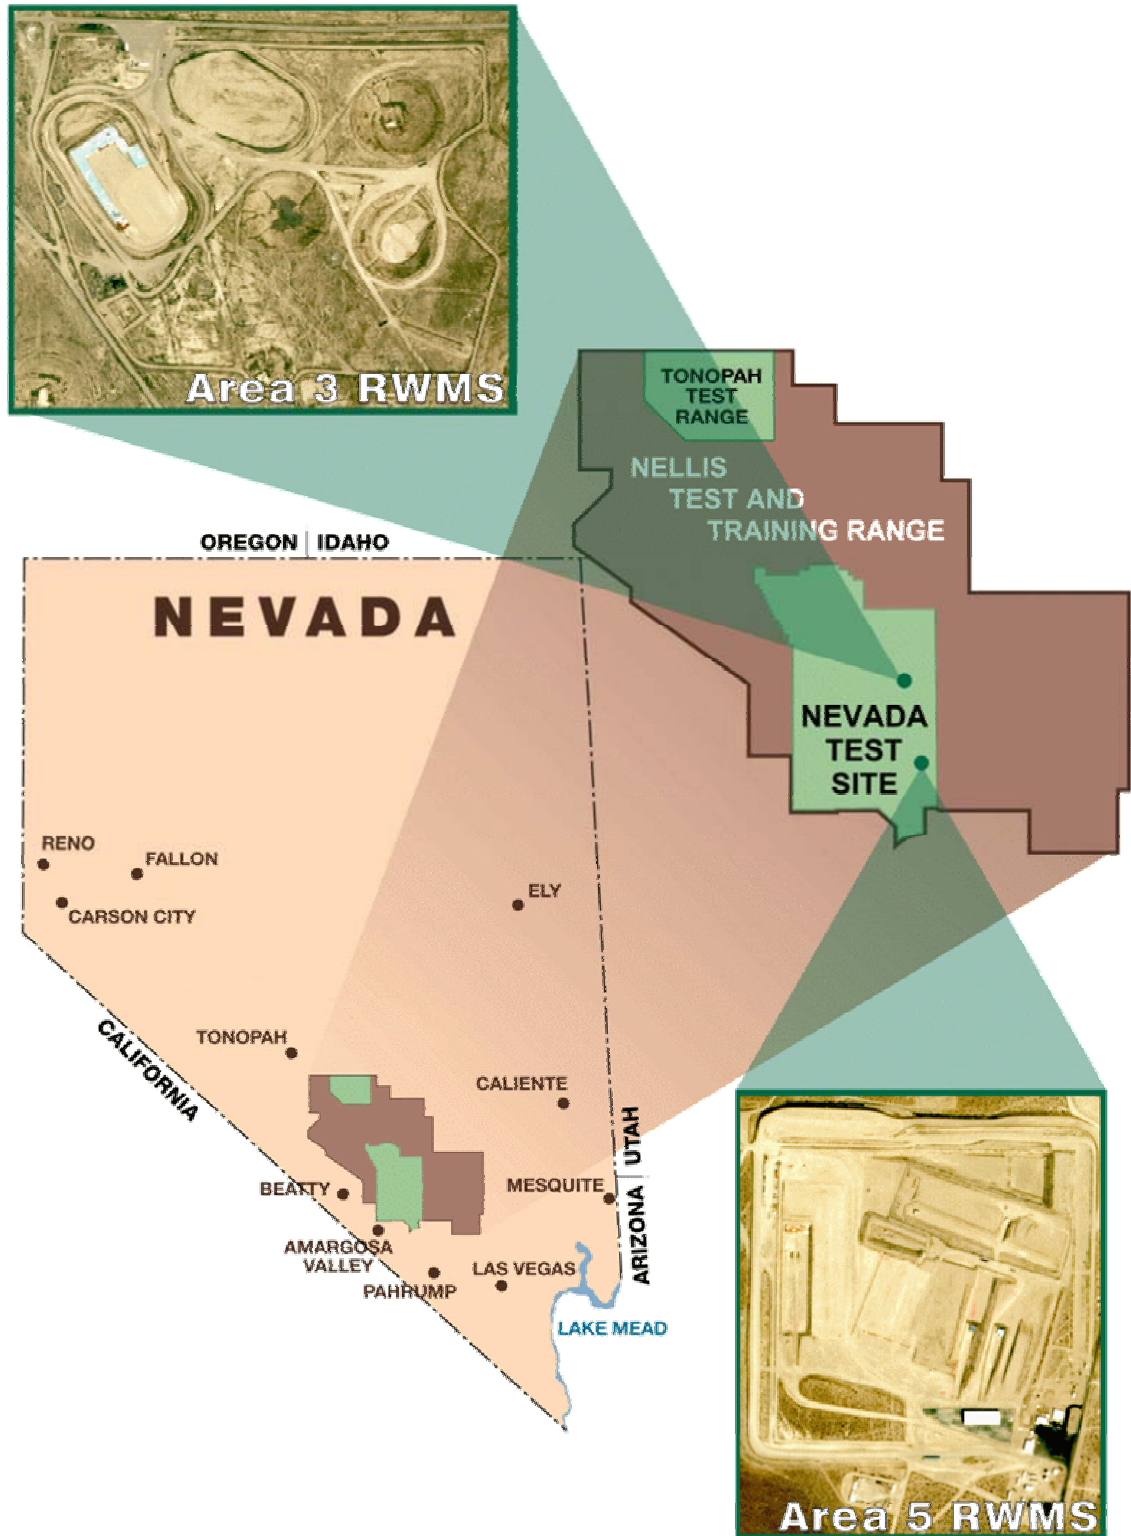 Area 3 RWMS
TONOPAH
TEST
RANGE
NELLIS
TEST AND
TRAINING RANGE
OREGON IDAHO
NEVADA
NEVADA
TEST
SITE
RENO
FALLON
CARSON CITY
ELY
CALIFORNIA
TONOPAH
CALIENTE
UTAH
ARIZONA
BEATTY
MESQUITE
AMARGOSA
VALLEY
PAHRUMP
LAS VEGAS
LAKE MEAD
Area 5 RWMS